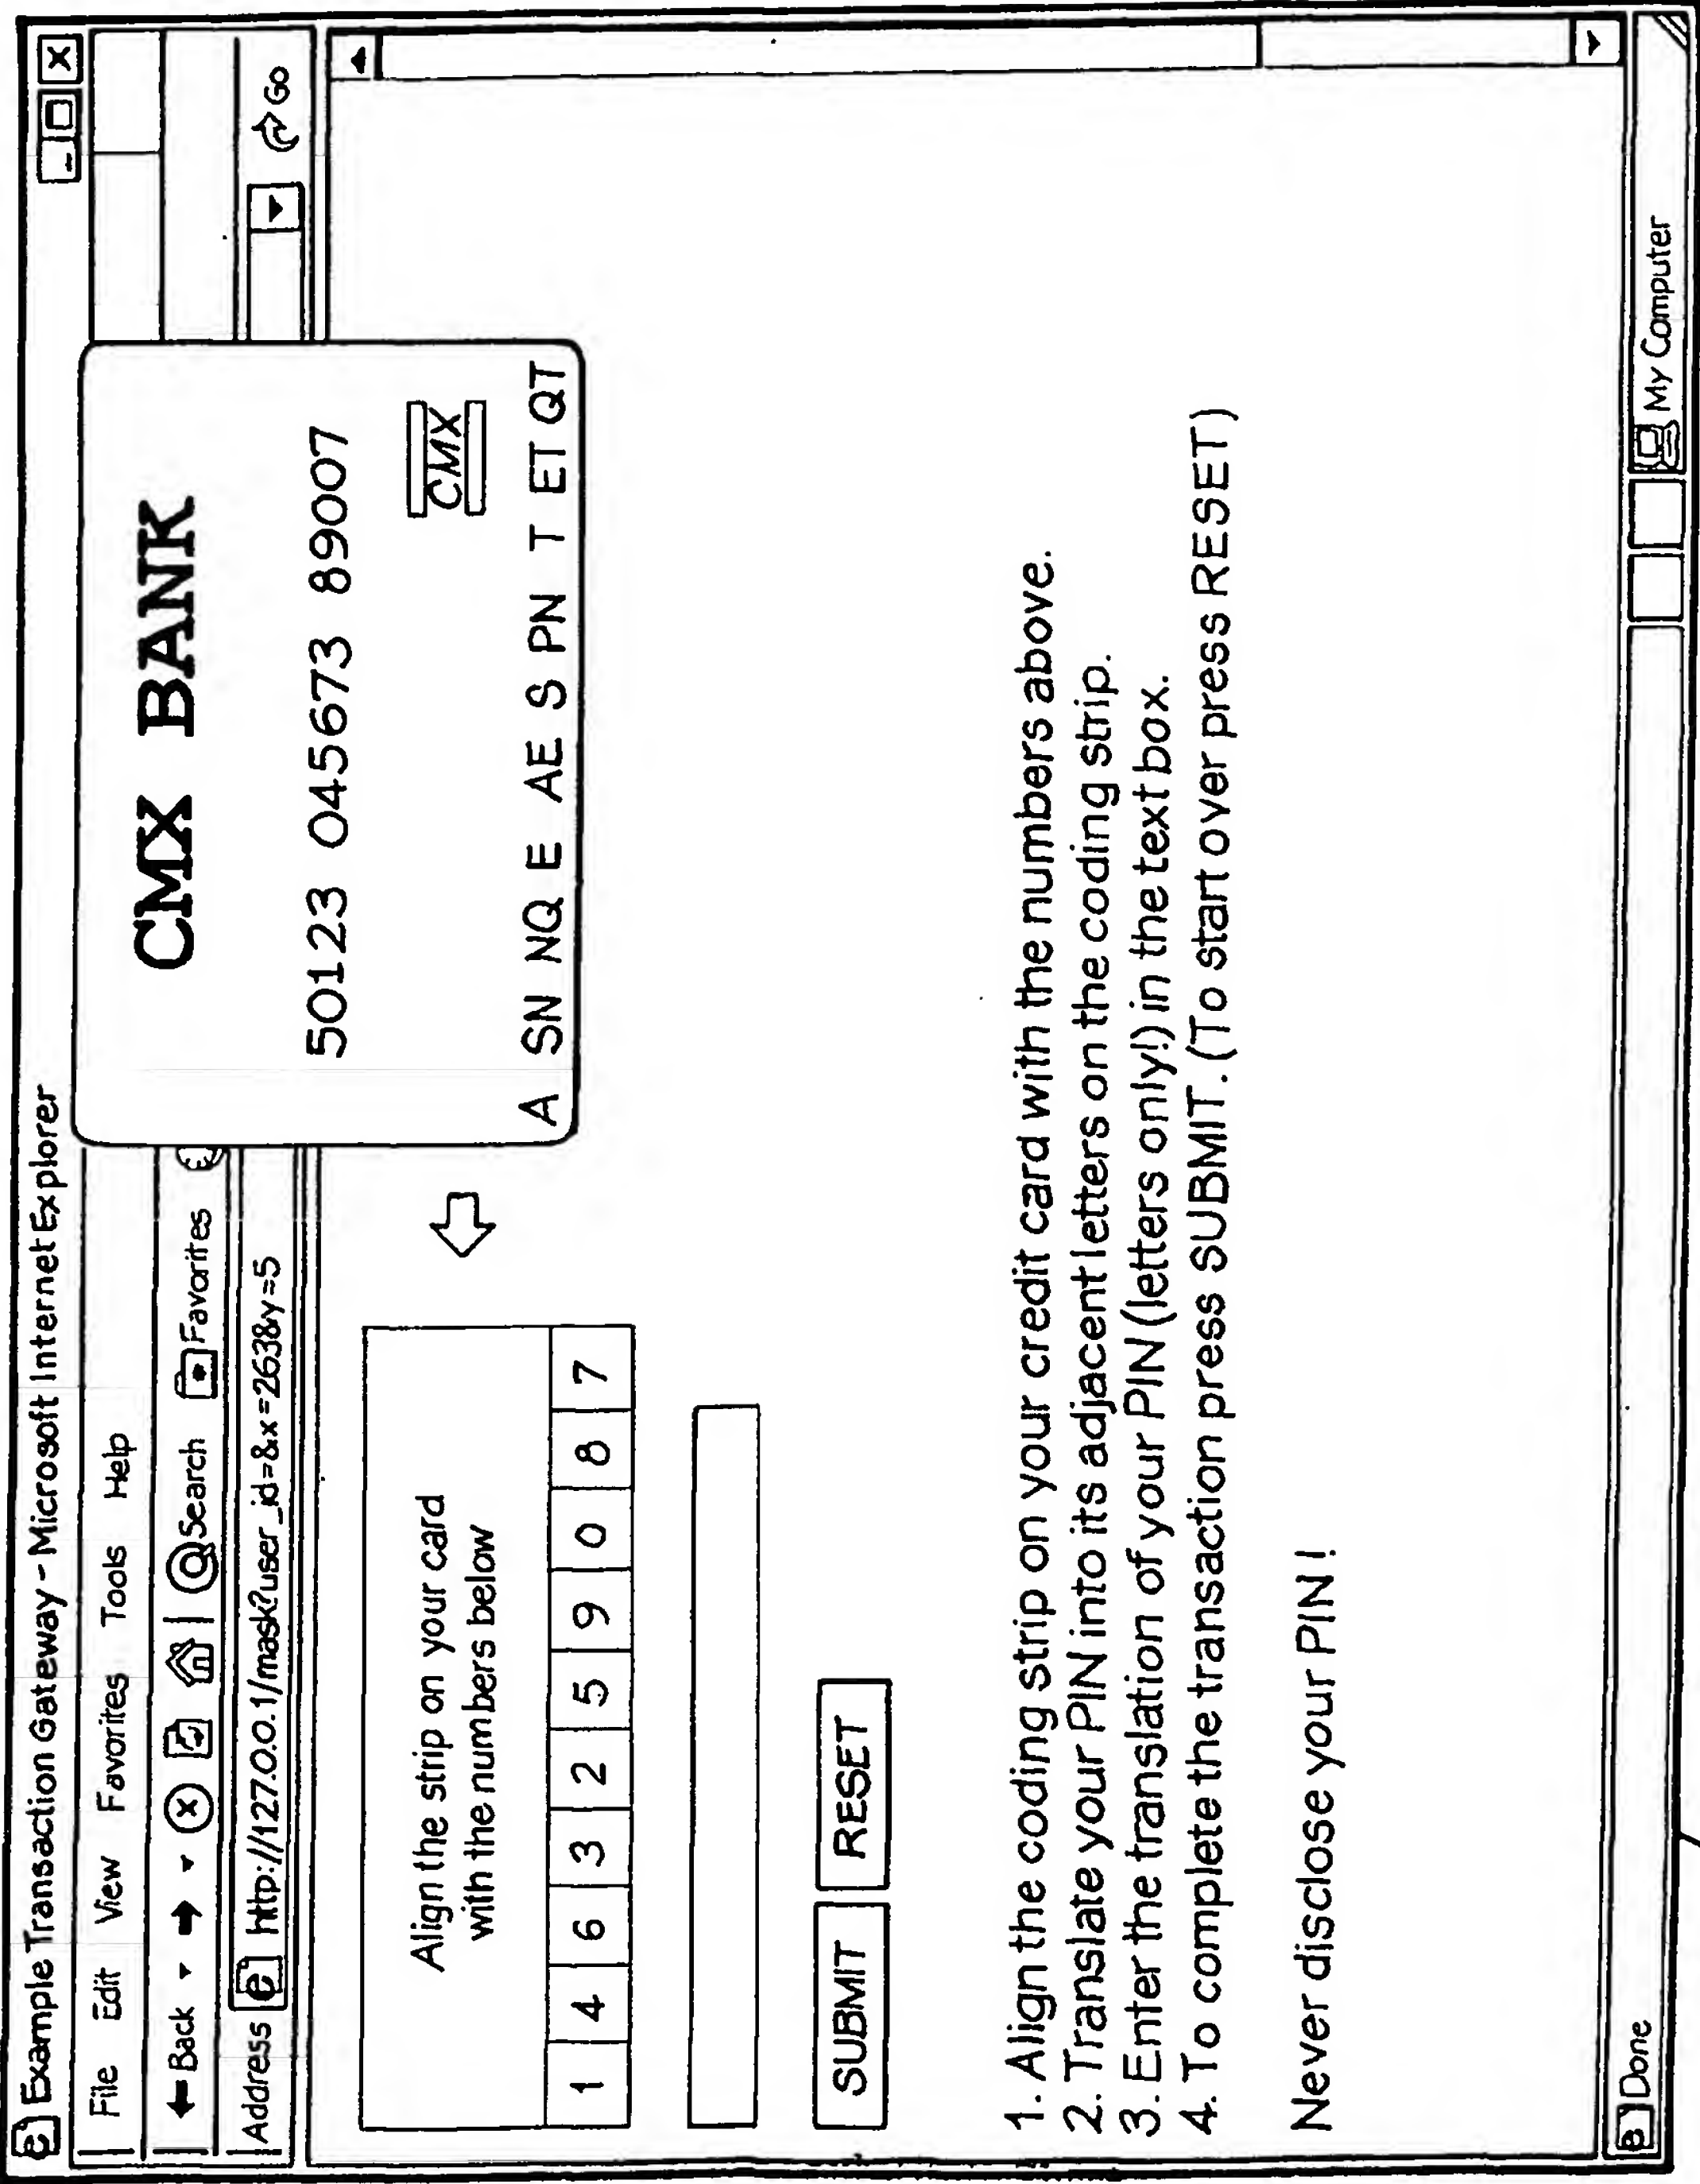 Example Transaction Gateway - Microsoft Internet Explorer
File Edit View Favorites Tools Help
Back Search Favorites
Address http://127.0.0.1/mask?user_id=&x=263&y=5 Go
CMX BANK
50123 045673 89007
CMX
A SN NQ E AE S PN T ET QT
Align the strip on your card
with the numbers below
1 4 6 3 2 5 9 0 8 7
SUBMIT RESET
1. Align the coding strip on your credit card with the numbers above.
2. Translate your PIN into its adjacent letters on the coding strip.
3. Enter the translation of your PIN (letters only!) in the text box.
4. To complete the transaction press SUBMIT. (To start over press RESET)
Never disclose your PIN!
Done My Computer